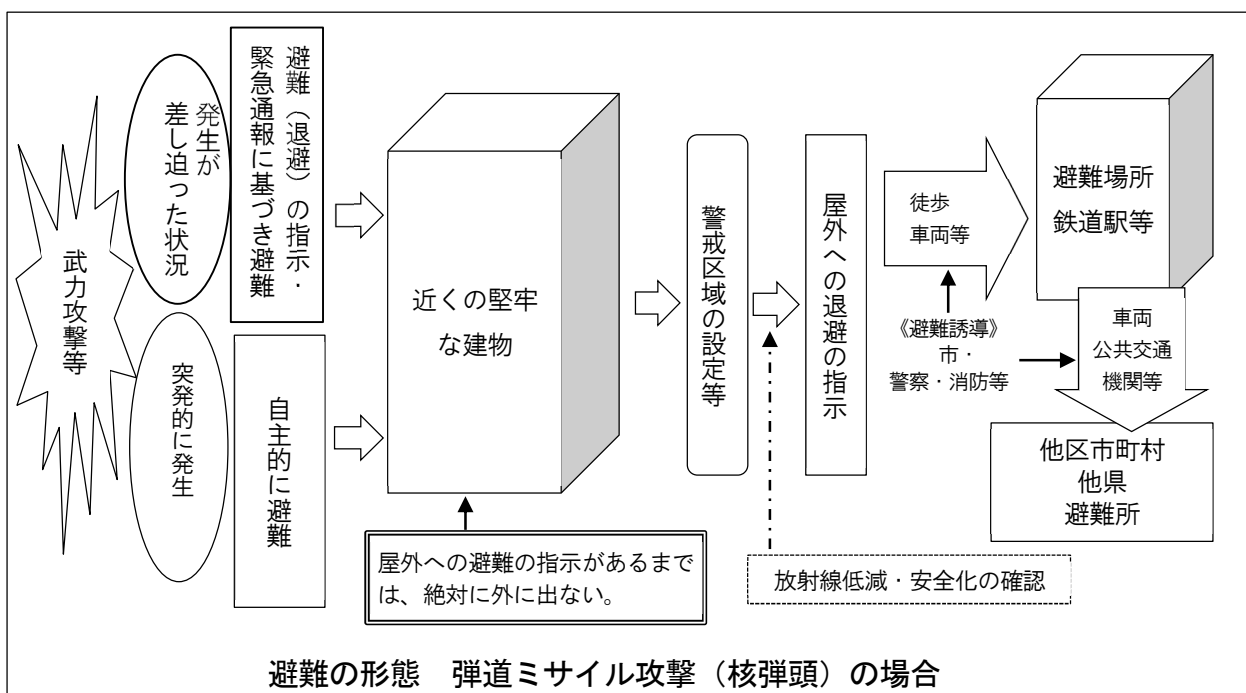 武力攻撃等
発生が
差し迫った状況
避難（退避）の指示・
緊急通報に基づき避難
突発的に発生
自主的に避難
近くの堅牢
な建物
屋外への避難の指示があるまで
は、絶対に外に出ない。
警戒区域の設定等
放射線低減・安全化の確認
屋外への退避の指示
徒歩
車両等
《避難誘導》
市・
警察・消防等
避難場所
鉄道駅等
車両
公共交通
機関等
他区市町村
他県
避難所
避難の形態　弾道ミサイル攻撃（核弾頭）の場合